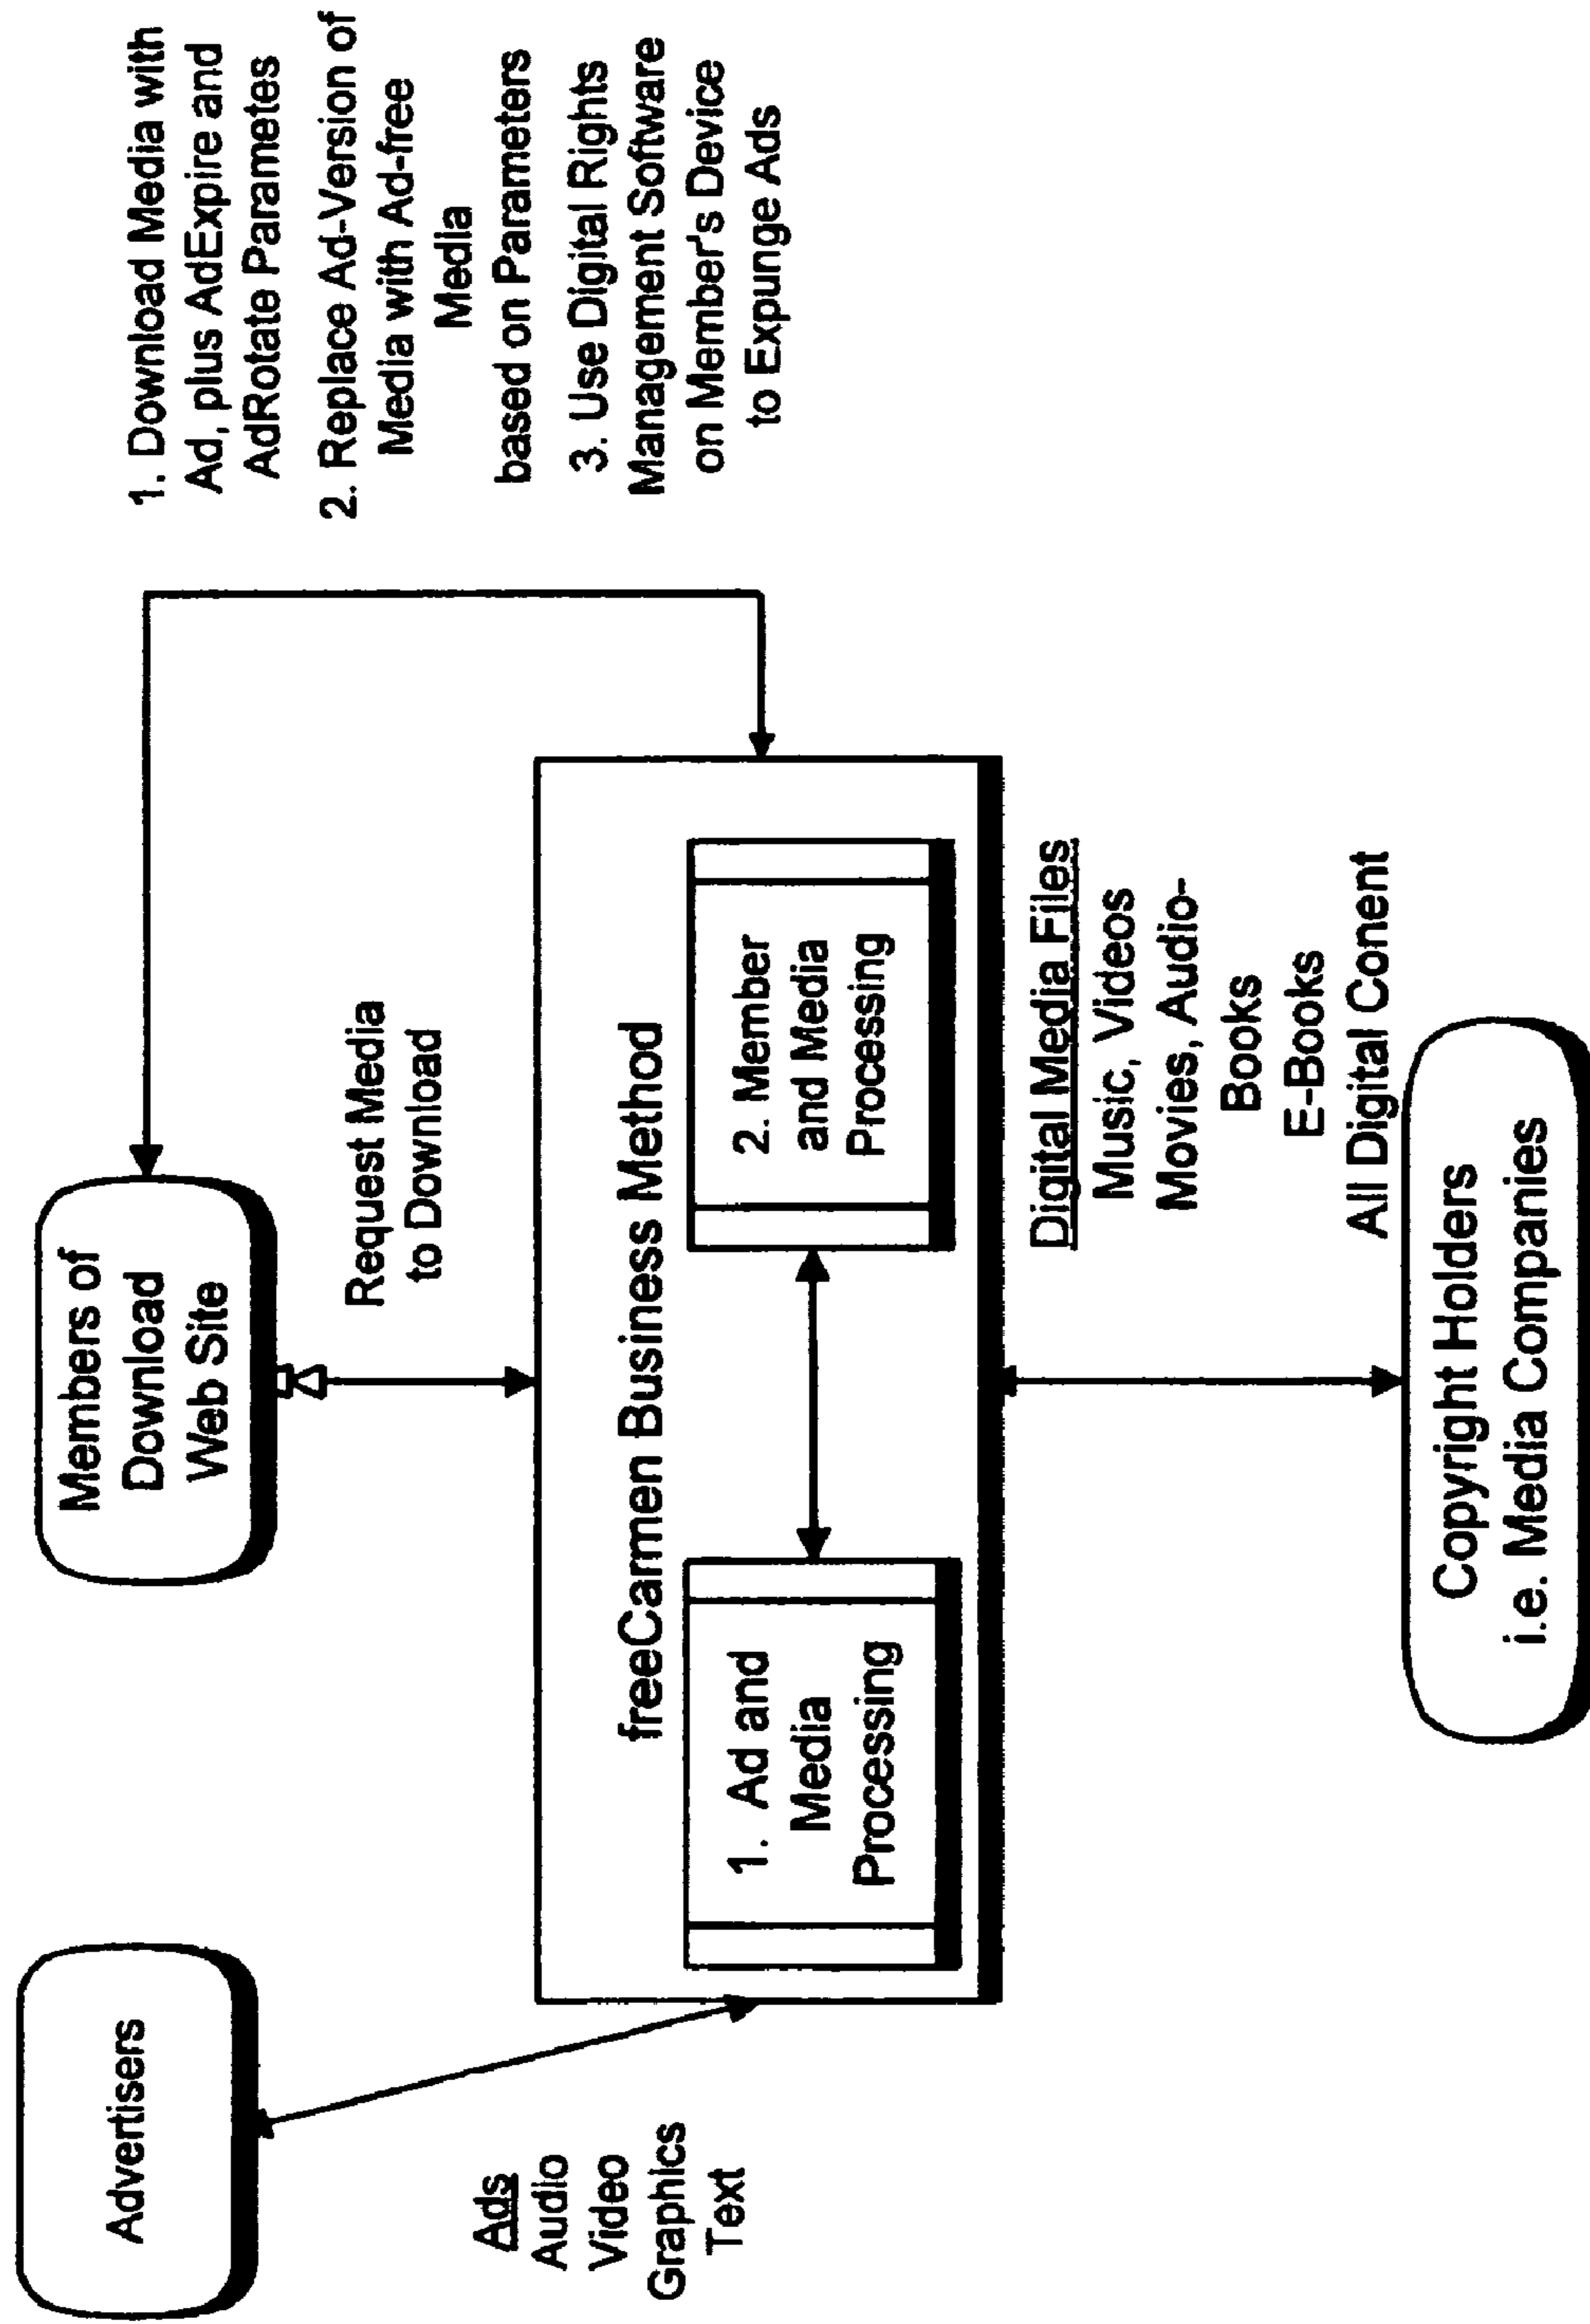 Advertisers
Members of
Download
Web Site
1. Download Media with
Ad, plus AdExpire and
AdRotate Parametes
2. Replace Ad-Version of
Media with Ad-free
Media
based on Parameters
3. Use Digital Rights
Management Software
on Member's Device
to Expunge Ads
Request Media
to Download
Ads
Audio
Video
Graphics
Text
freeCarmen Business Method
1. Ad and
Media
Processing
2. Member
and Media
Processing
Digital Media Files
Music, Videos
Movies, Audio-
Books
E-Books
All Digital Conent
Copyright Holders
i.e. Media Companies